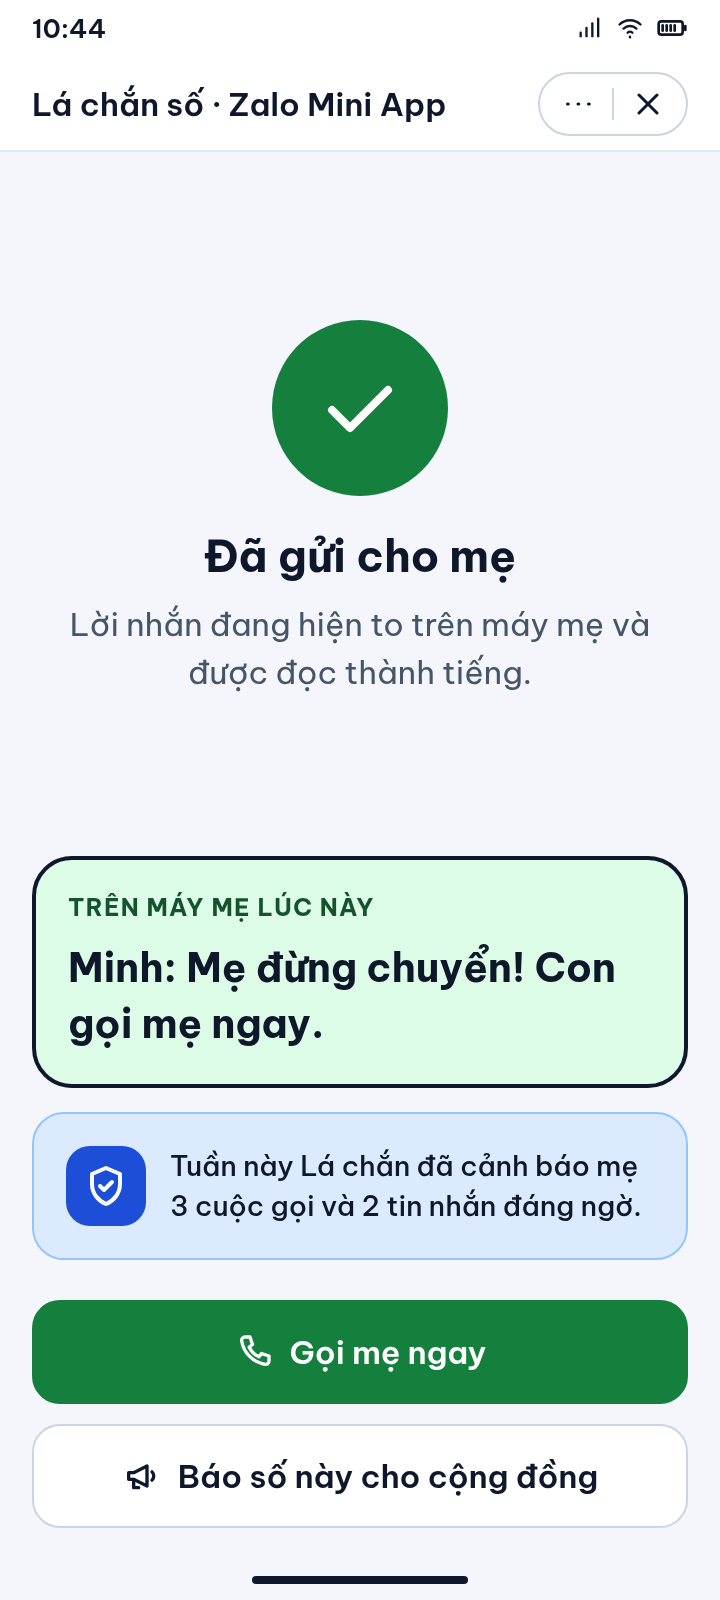 10:44
Lá chắn số · Zalo Mini App
Đã gửi cho mẹ
Lời nhắn đang hiện to trên máy mẹ và
được đọc thành tiếng.
TRÊN MÁY MẸ LÚC NÀY
Minh: Mẹ đừng chuyển! Con
gọi mẹ ngay.
Tuần này Lá chắn đã cảnh báo mẹ
3 cuộc gọi và 2 tin nhắn đáng ngờ.
Gọi mẹ ngay
Báo số này cho cộng đồng